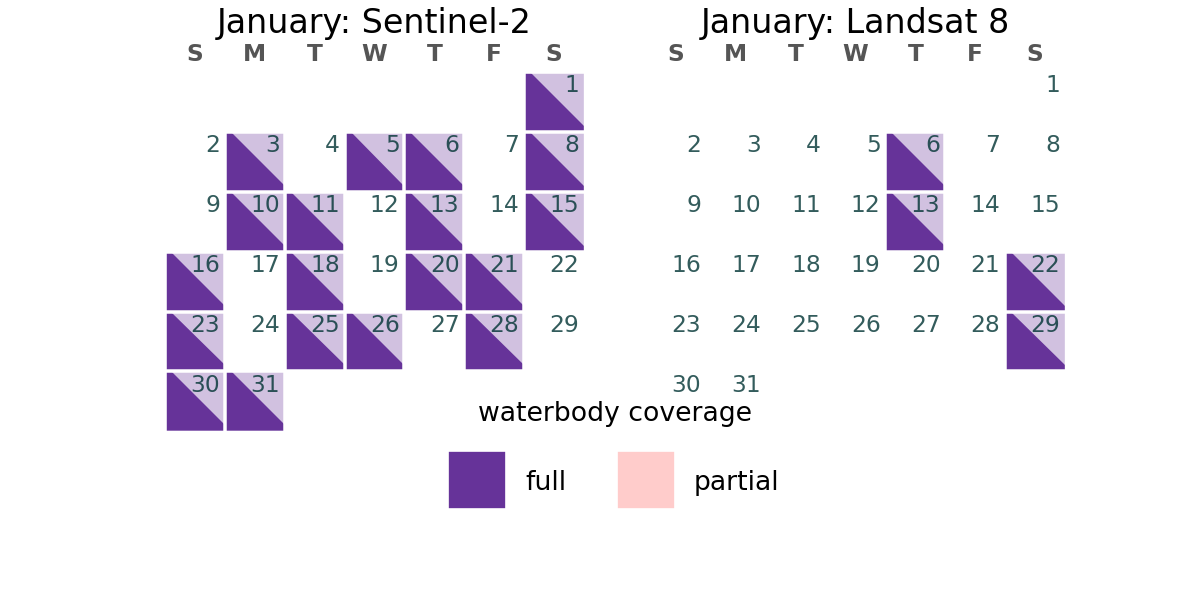 January: Sentinel-2
S M T W T F S
1
2 3 4 5 6 7 8
9 10 11 12 13 14 15
16 17 18 19 20 21 22
23 24 25 26 27 28 29
30 31
January: Landsat 8
S M T W T F S
1
2 3 4 5 6 7 8
9 10 11 12 13 14 15
16 17 18 19 20 21 22
23 24 25 26 27 28 29
30 31
waterbody coverage
full partial